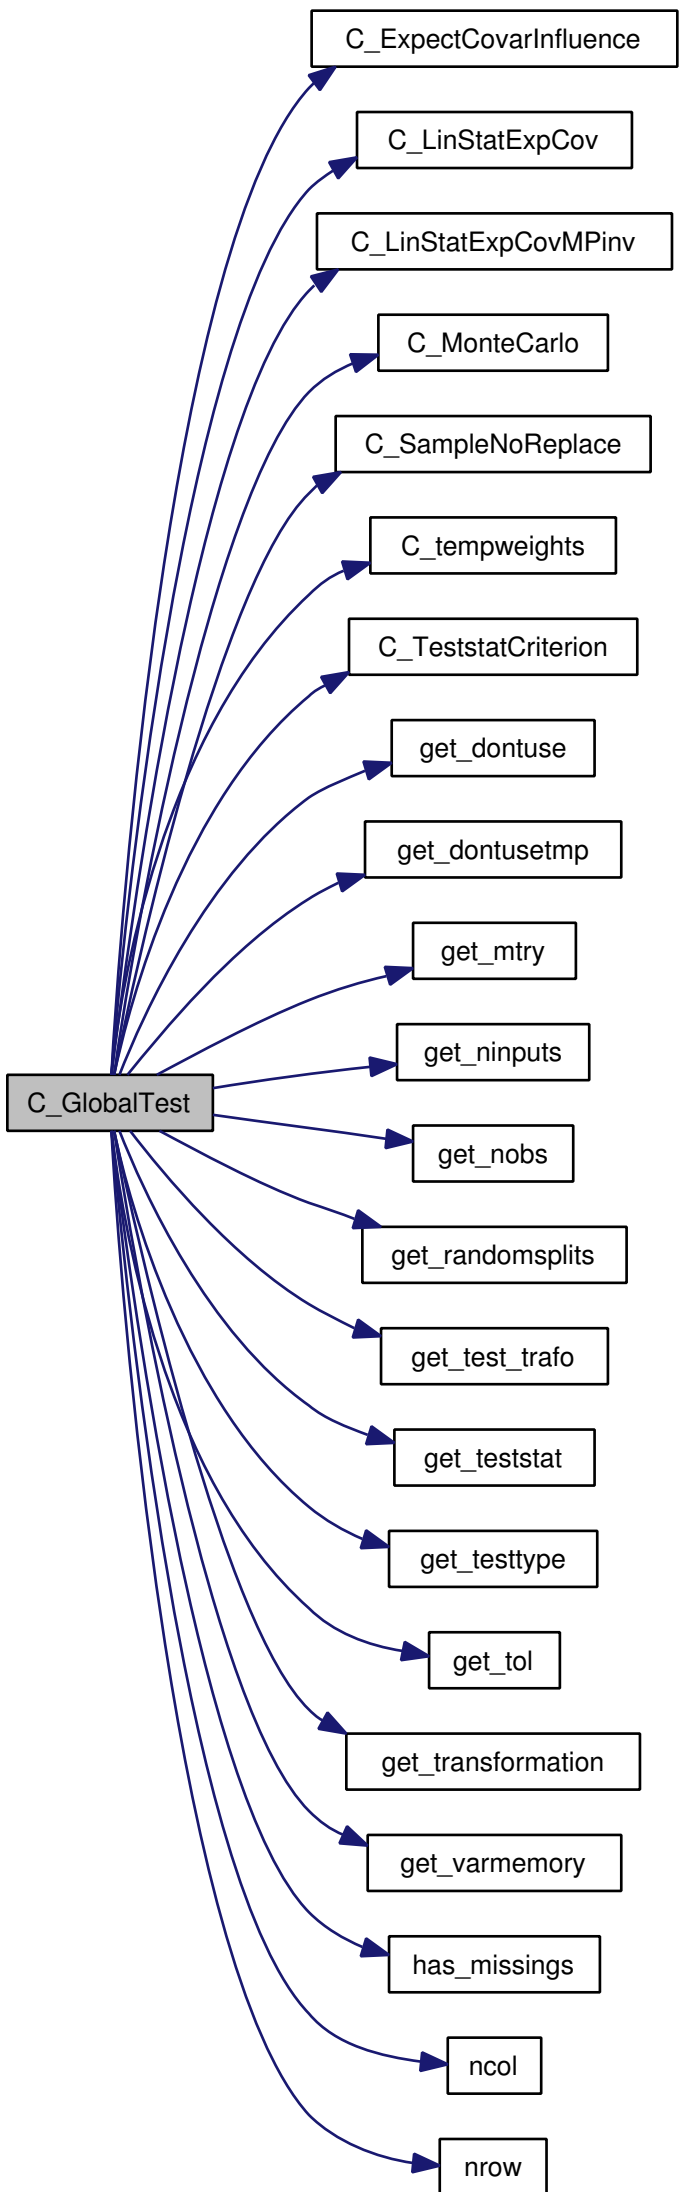 C_ExpectCovarInfluence
C_LinStatExpCov
C_LinStatExpCovMPinv
C_MonteCarlo
C_SampleNoReplace
C_tempweights
C_TeststatCriterion
get_dontuse
get_dontusetmp
get_mtry
get_ninputs
C_GlobalTest
get_nobs
get_randomsplits
get_test_trafo
get_teststat
get_testtype
get_tol
get_transformation
get_varmemory
has_missings
ncol
nrow